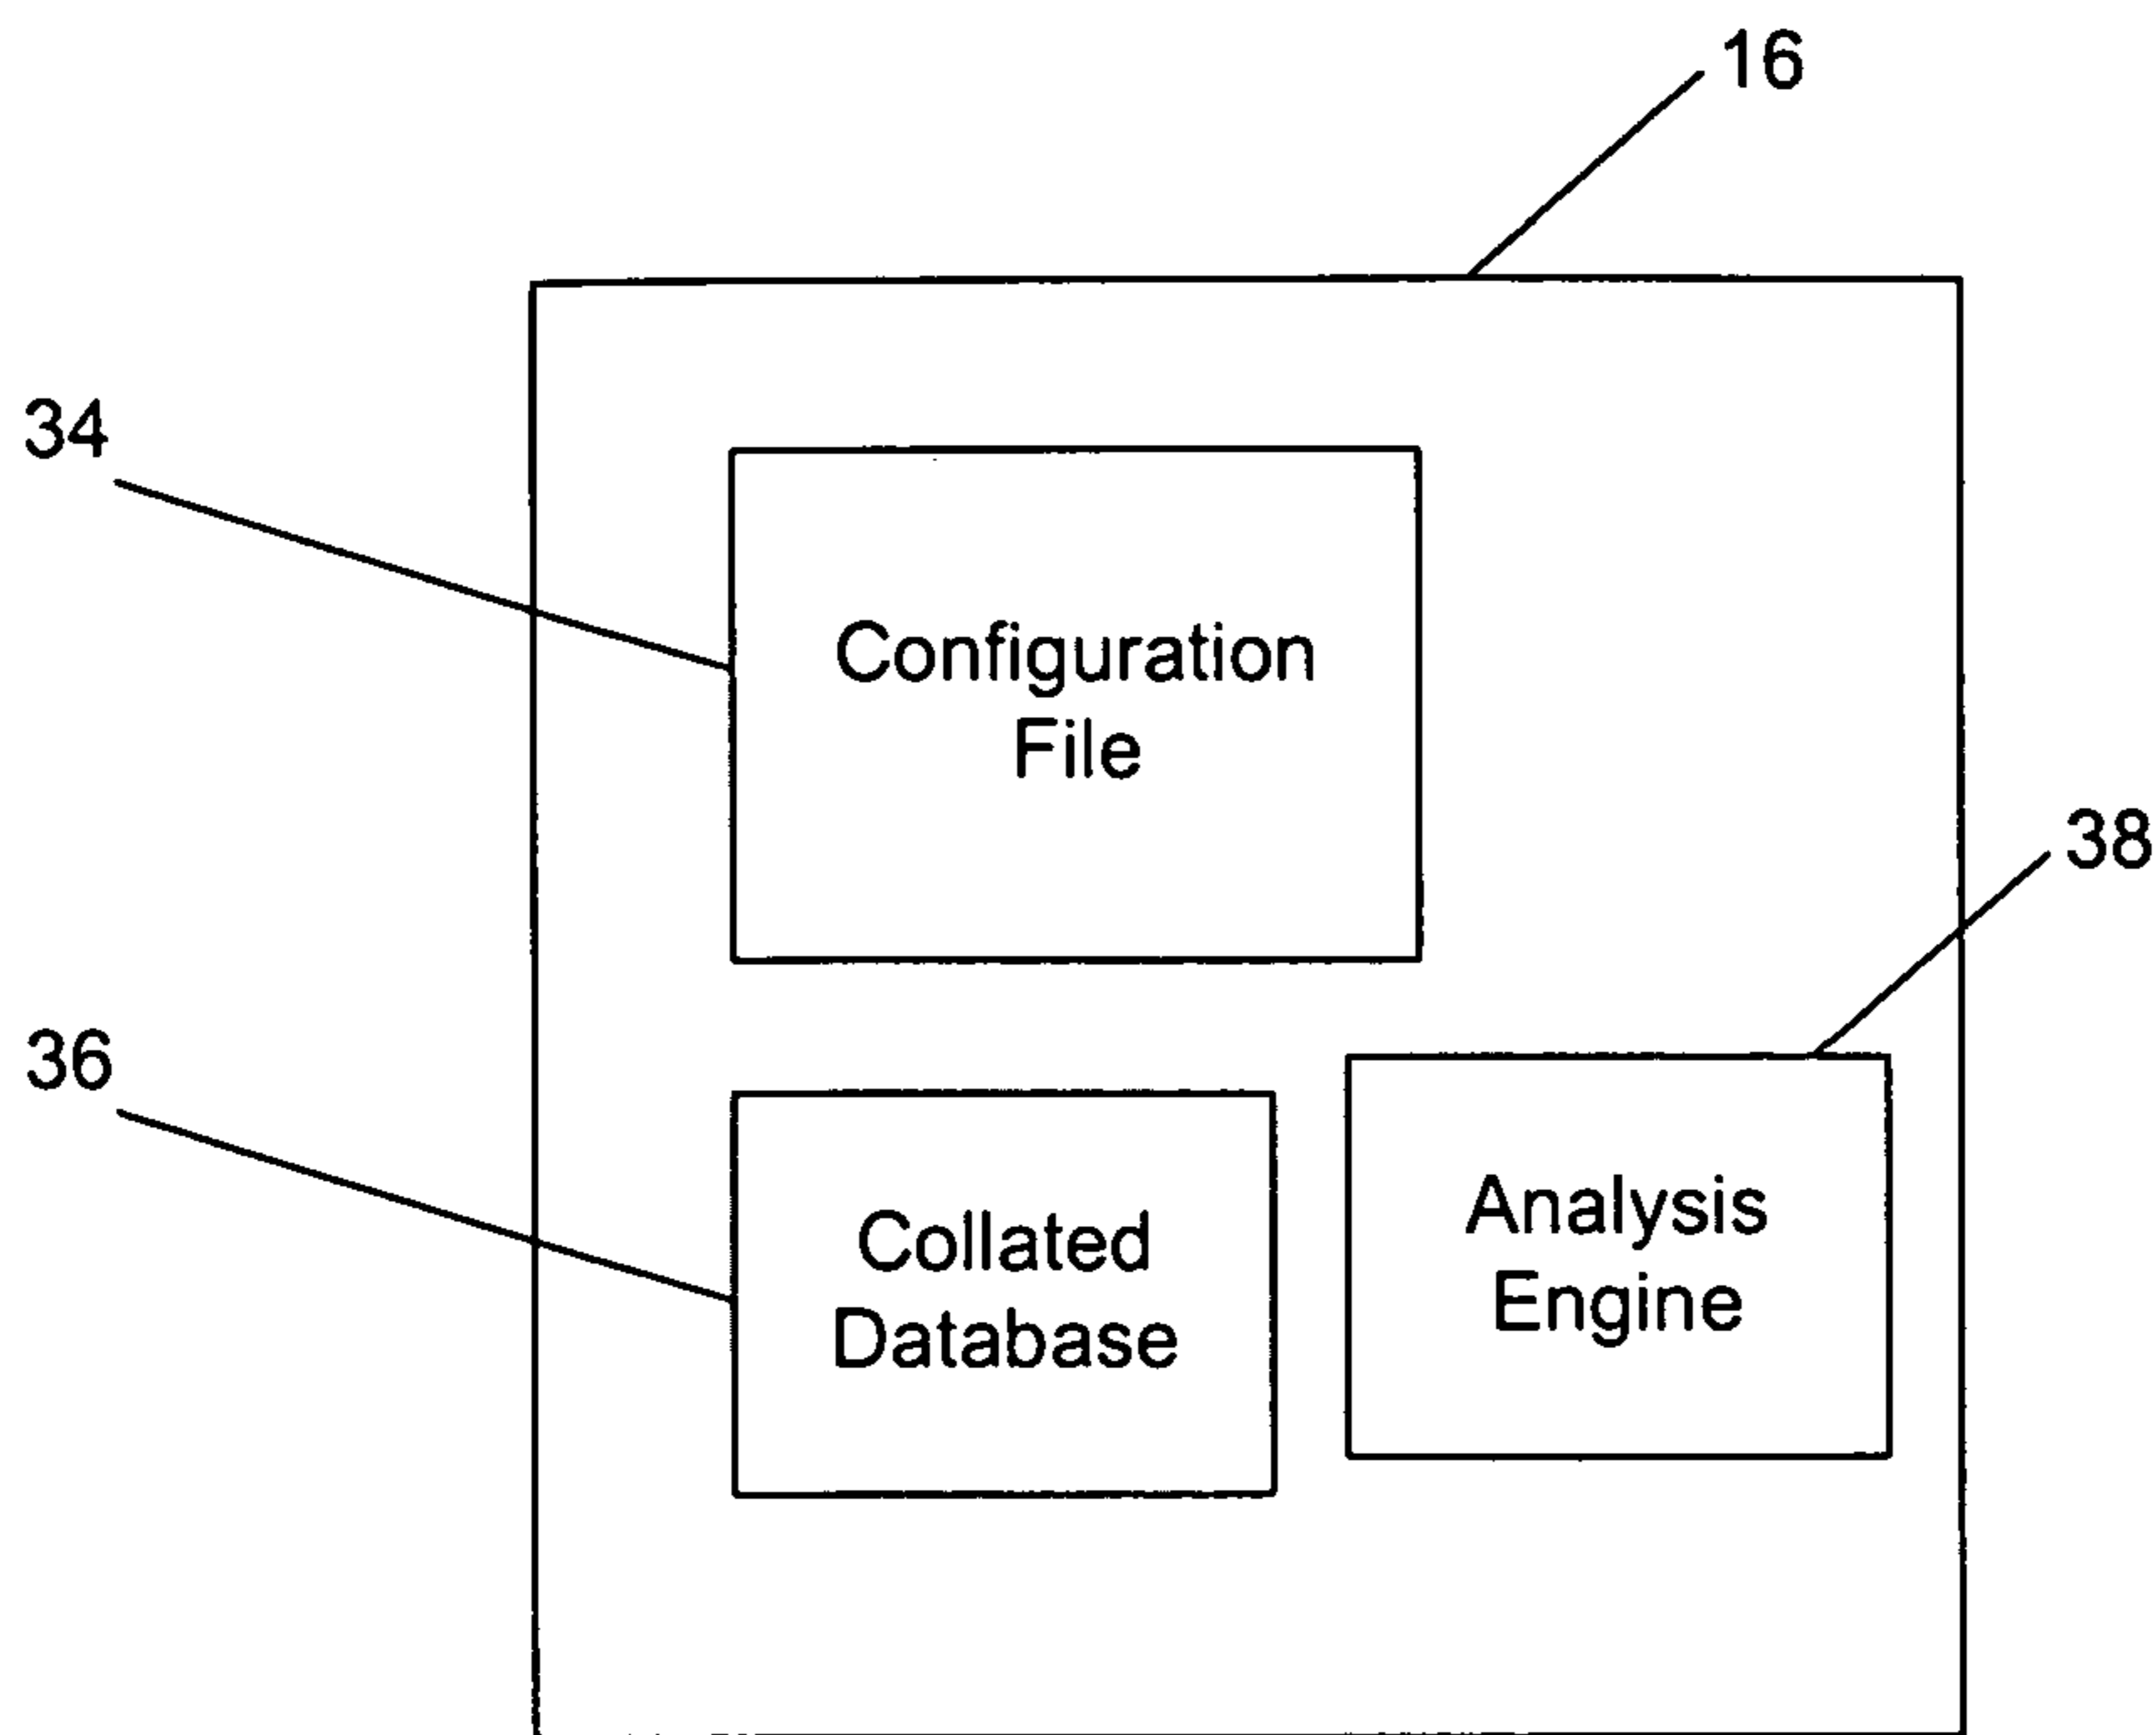 16
34
Configuration
File
38
36
Collated
Database
Analysis
Engine